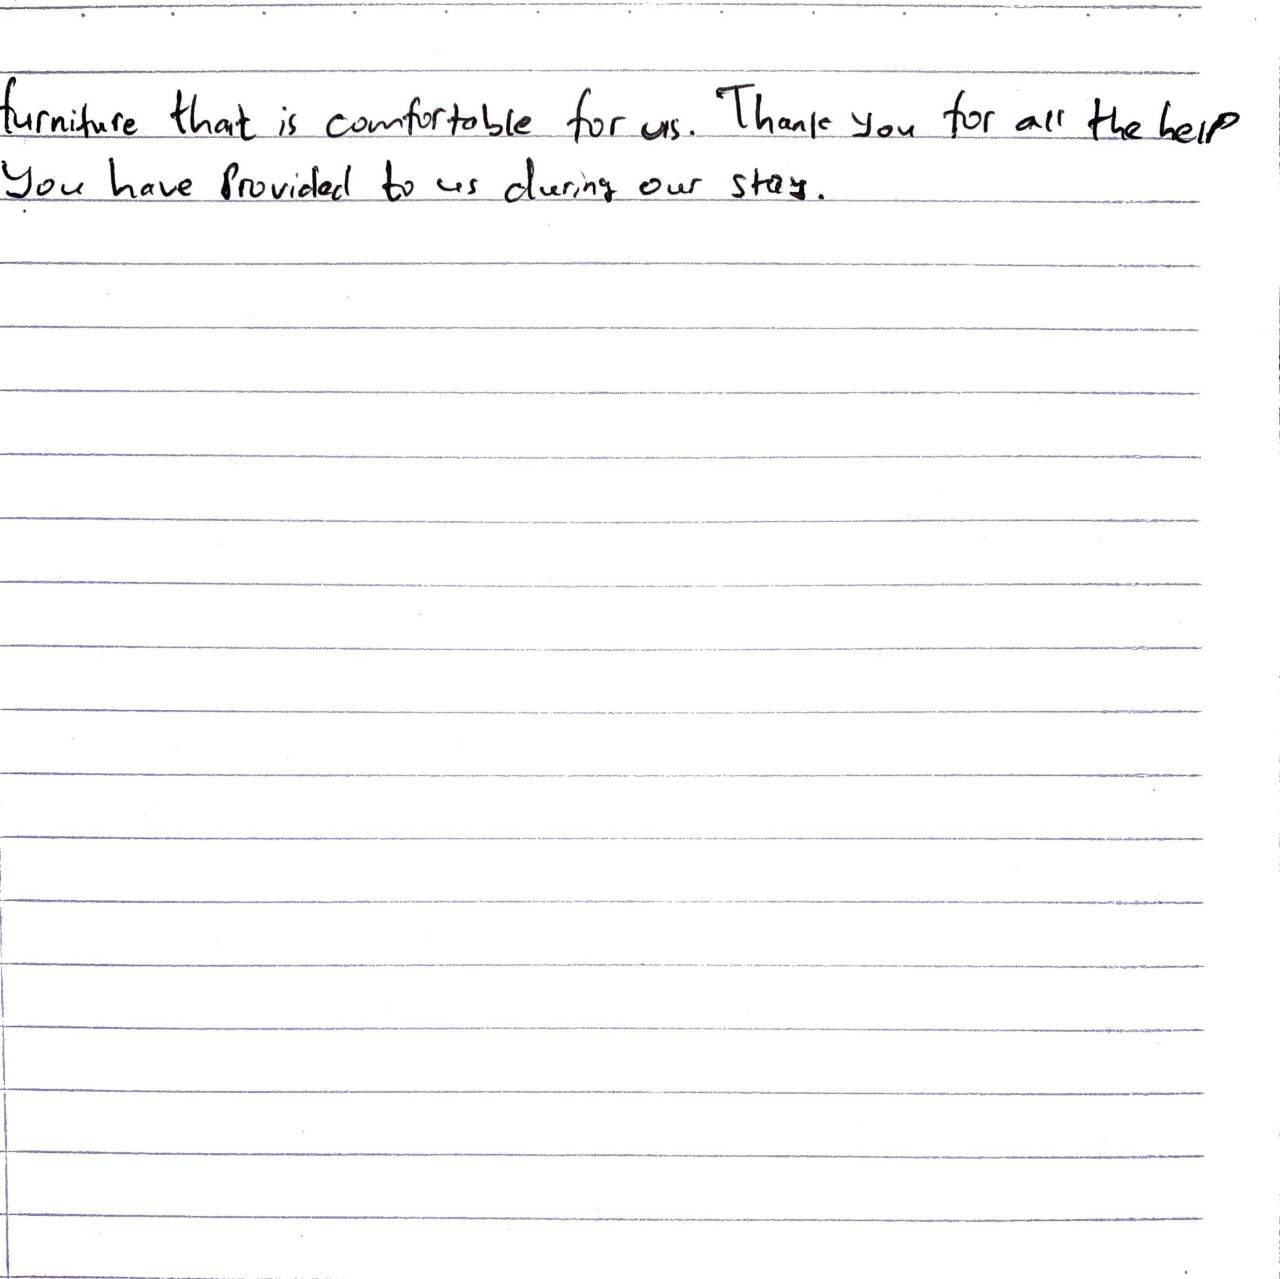 furniture that is comfortable for us. Thank you for all the help
You have Provided to us during our stay.